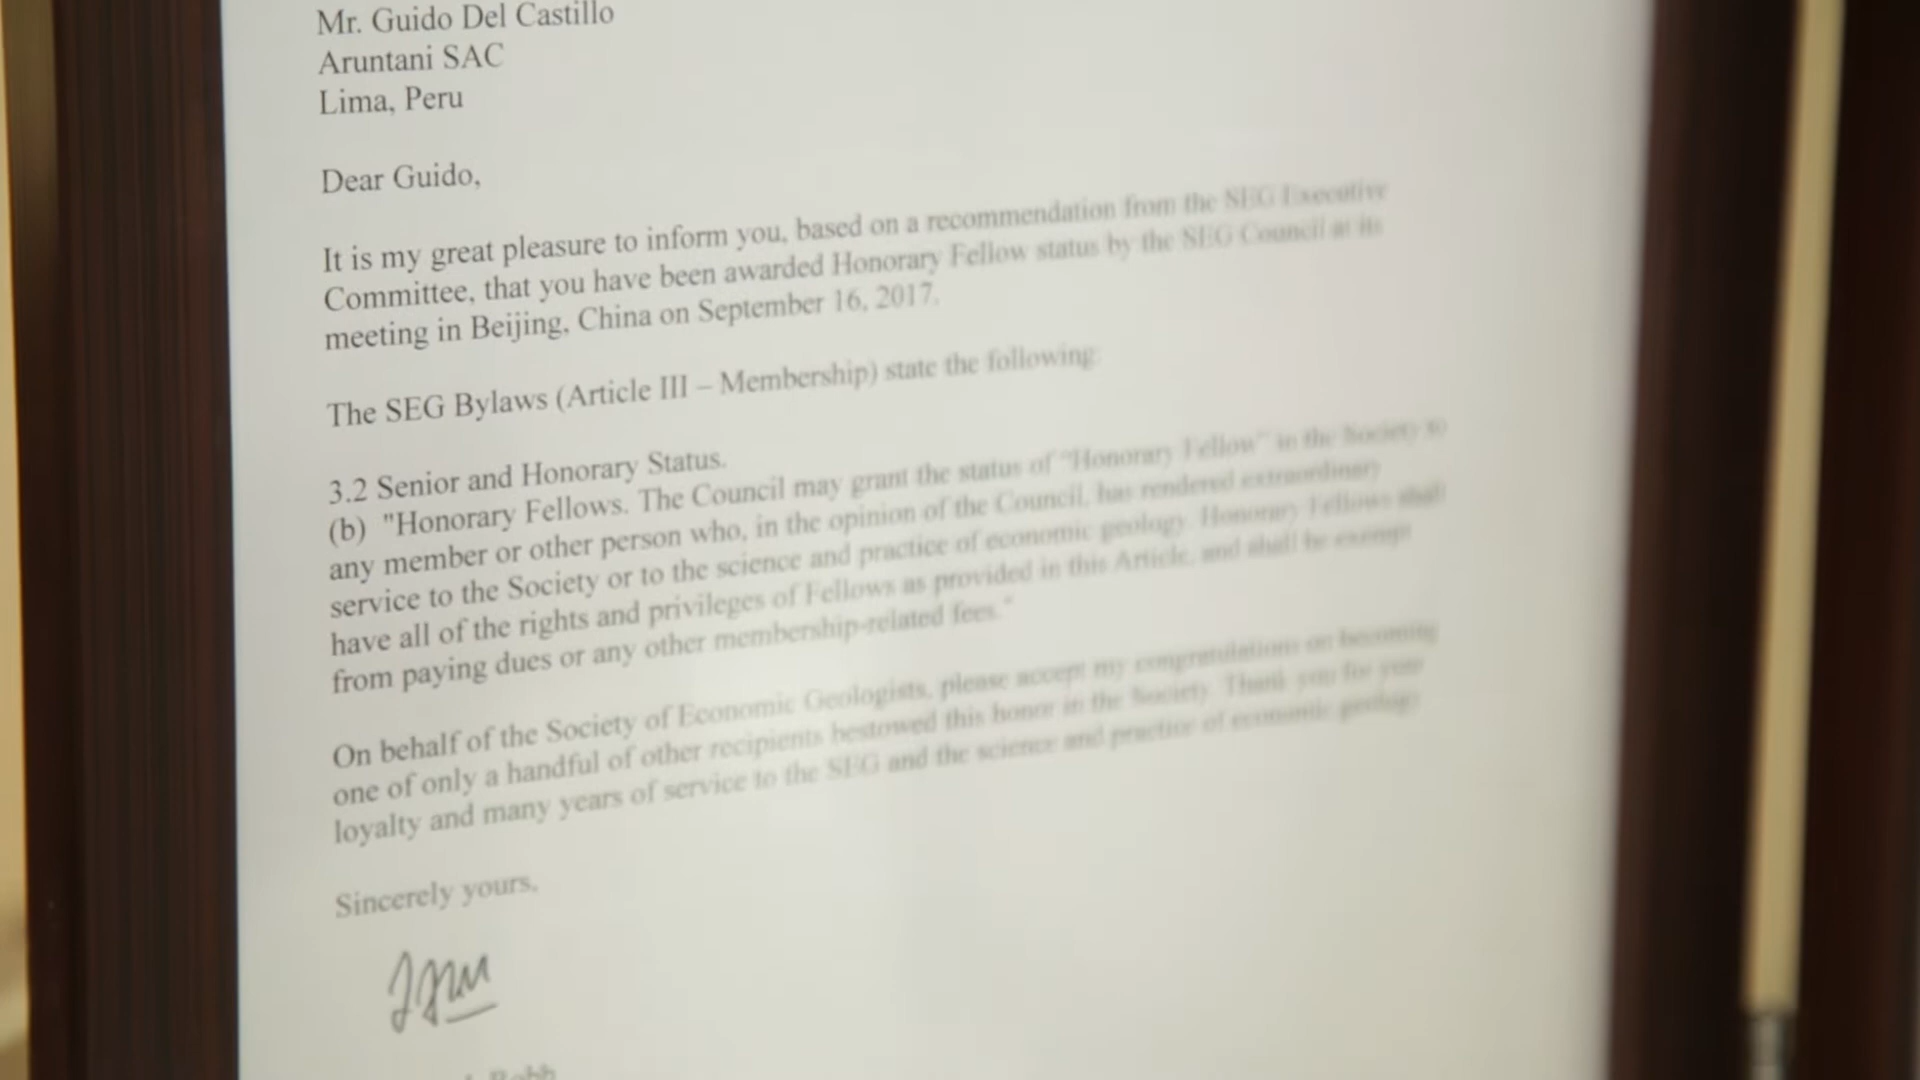 Mr. Guido Del Castillo
Aruntani SAC
Lima, Peru
Dear Guido,
It is my great pleasure to inform you, based on a recommendation from the SEG Executive
Committee, that you have been awarded Honorary Fellow status by the SEG Council at its
meeting in Beijing, China on September 16, 2017.
The SEG Bylaws (Article III – Membership) state the following:
3.2 Senior and Honorary Status.
(b) "Honorary Fellows. The Council may grant the status of "Honorary Fellow" in the Society to
any member or other person who, in the opinion of the Council, has rendered extraordinary
service to the Society or to the science and practice of economic geology. Honorary Fellows shall
have all of the rights and privileges of Fellows as provided in this Article, and shall be exempt
from paying dues or any other membership-related fees."
On behalf of the Society of Economic Geologists, please accept my congratulations on becoming
one of only a handful of other recipients bestowed this honor in the Society. Thank you for your
loyalty and many years of service to the SEG and the science and practice of economic geology.
Sincerely yours,
Robb